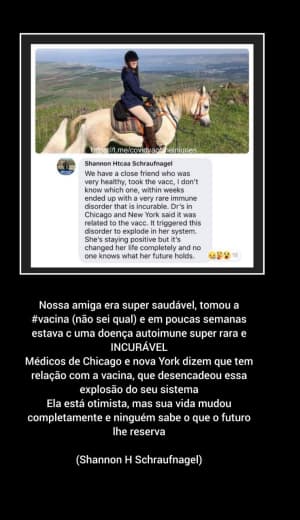 Shannon Htcaa Schraufnagel
We have a close friend who was
very healthy, took the vacc, I don't
know which one, within weeks
ended up with a very rare immune
disorder that is incurable. Dr's in
Chicago and New York said it was
related to the vacc. It triggered this
disorder to explode in her system.
She's staying positive but it's
changed her life completely and no
one knows what her future holds.
Nossa amiga era super saudável, tomou a
#vacina (não sei qual) e em poucas semanas
estava c uma doença autoimune super rara e
INCURÁVEL
Médicos de Chicago e nova York dizem que tem
relação com a vacina, que desencadeou essa
explosão do seu sistema
Ela está otimista, mas sua vida mudou
completamente e ninguém sabe o que o futuro
lhe reserva
(Shannon H Schraufnagel)